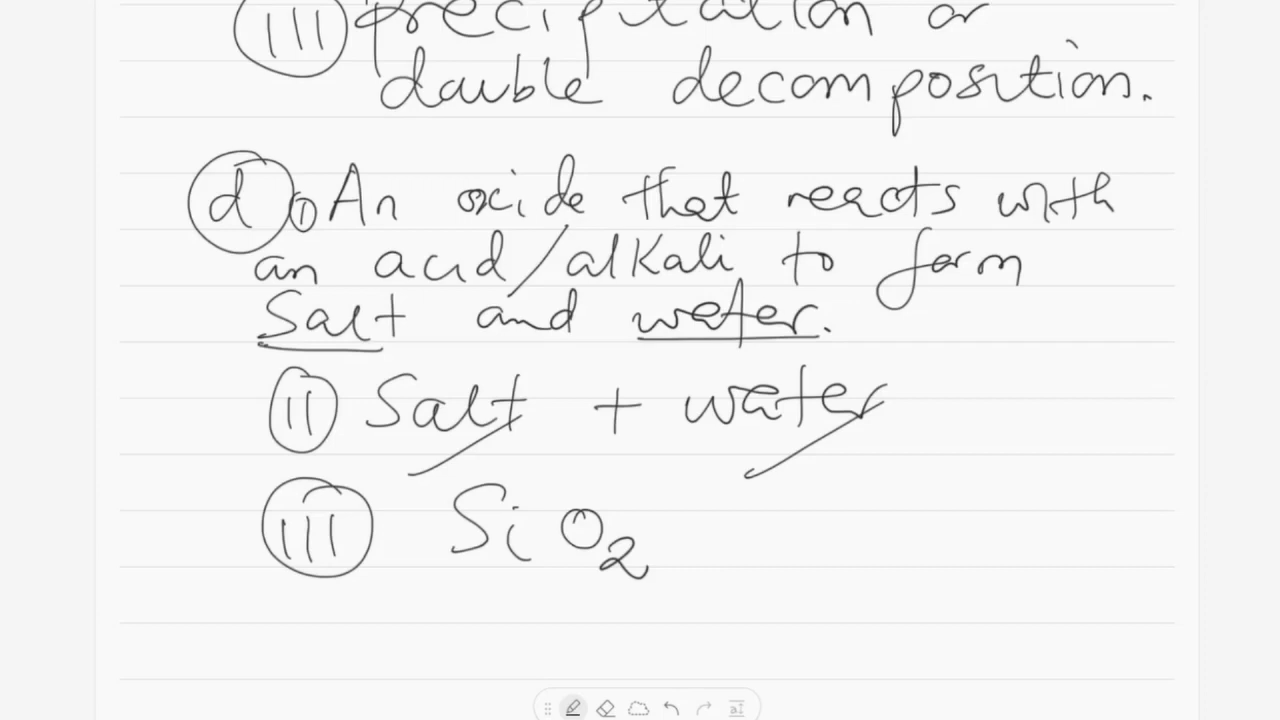 (III) precipitation or
double decomposition.
(d) (I) An oxide that reacts with
an acid/alkali to form
Salt and water.
(II) Salt + water
(III) SiO₂